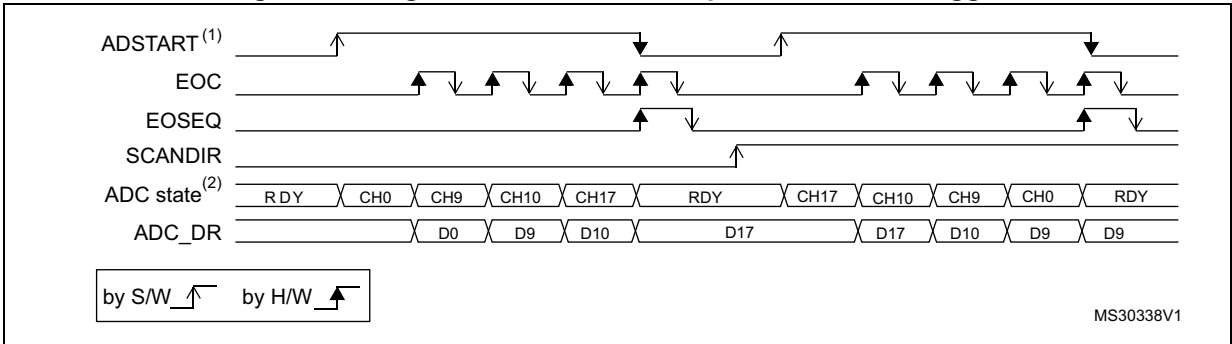 ADSTART(1)
EOC
EOSEQ
SCANDIR
ADC state(2) RDY CH0 CH9 CH10 CH17 RDY CH17 CH10 CH9 CH0 RDY
ADC_DR D0 D9 D10 D17 D17 D10 D9 D9
by S/W by H/W
MS30338V1